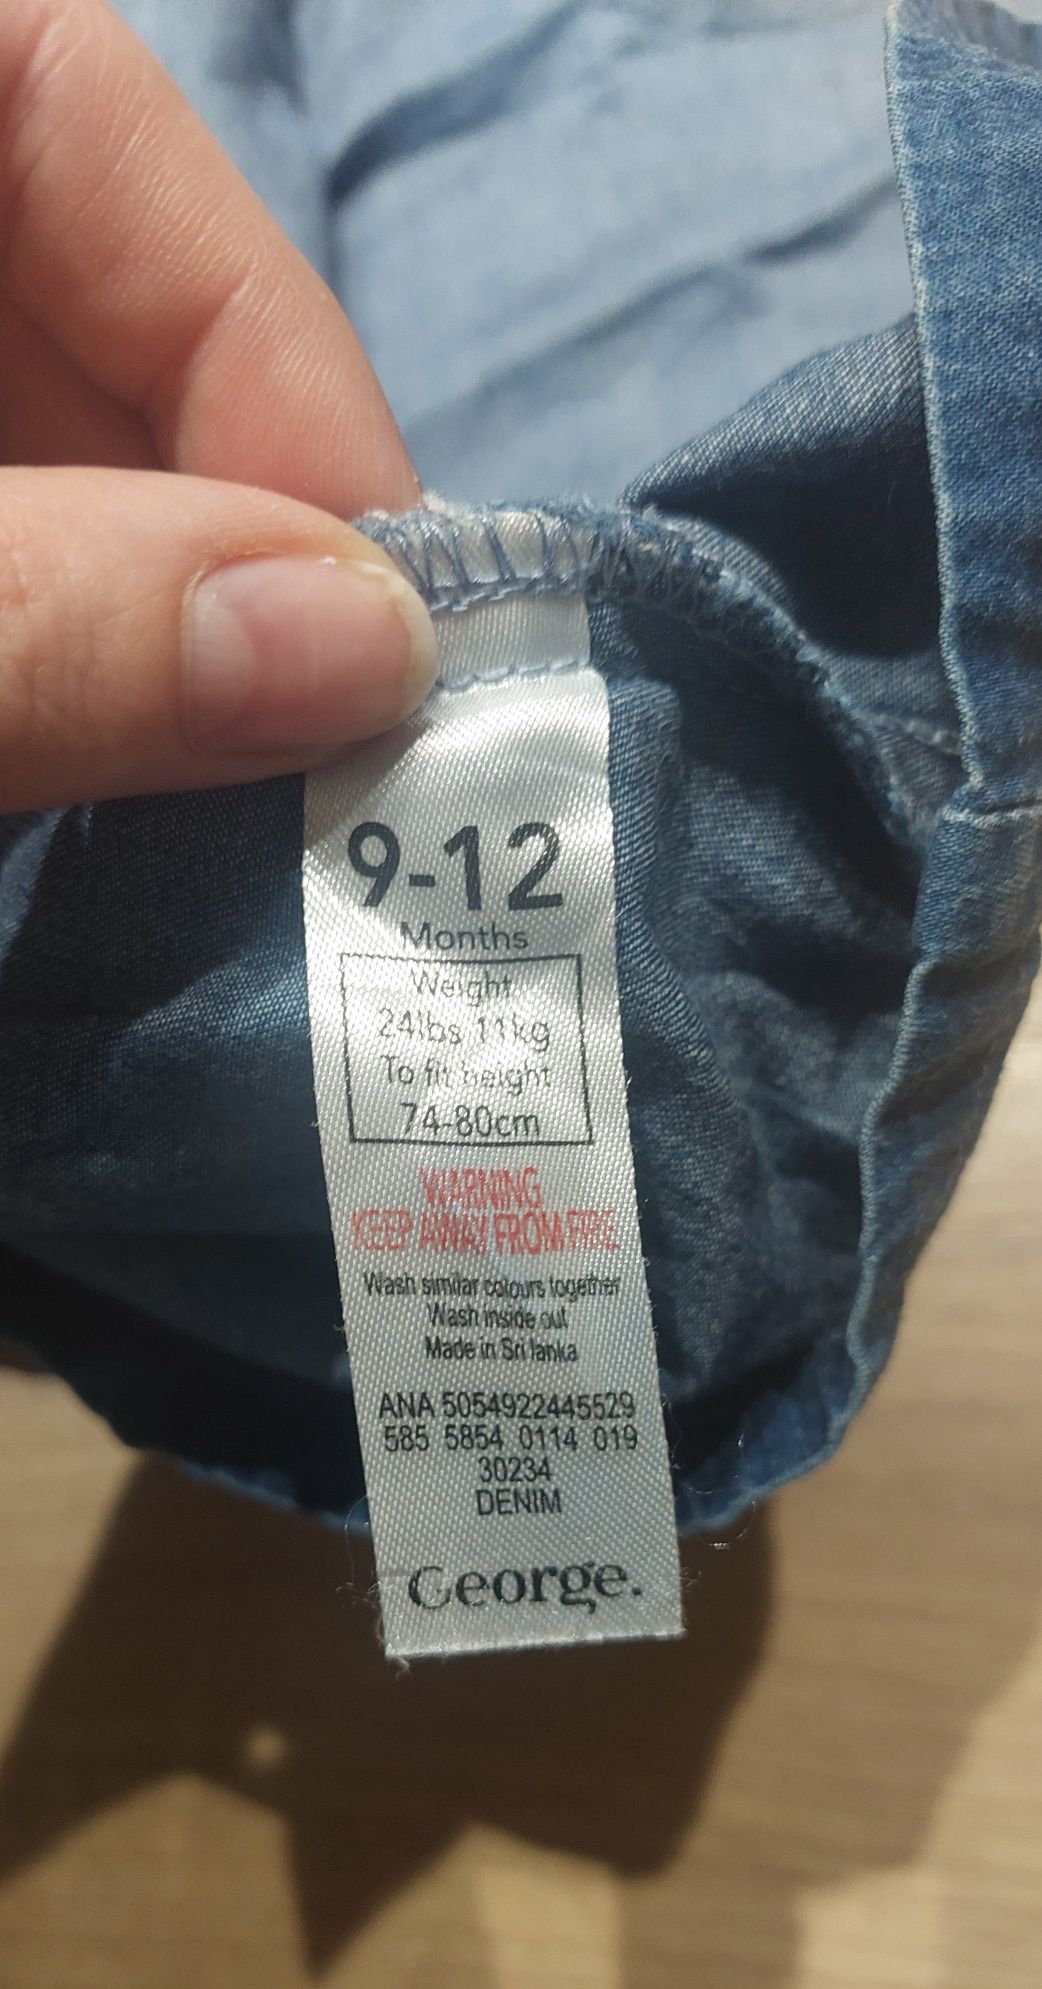 9-12
Months
Weight
24lbs 11kg
To fit height
74-80cm
WARNING
KEEP AWAY FROM FIRE
Wash similar colours together
Wash inside out
Made in Sri lanka
ANA 5054922445529
585 5854 0114 019
30234
DENIM
George.